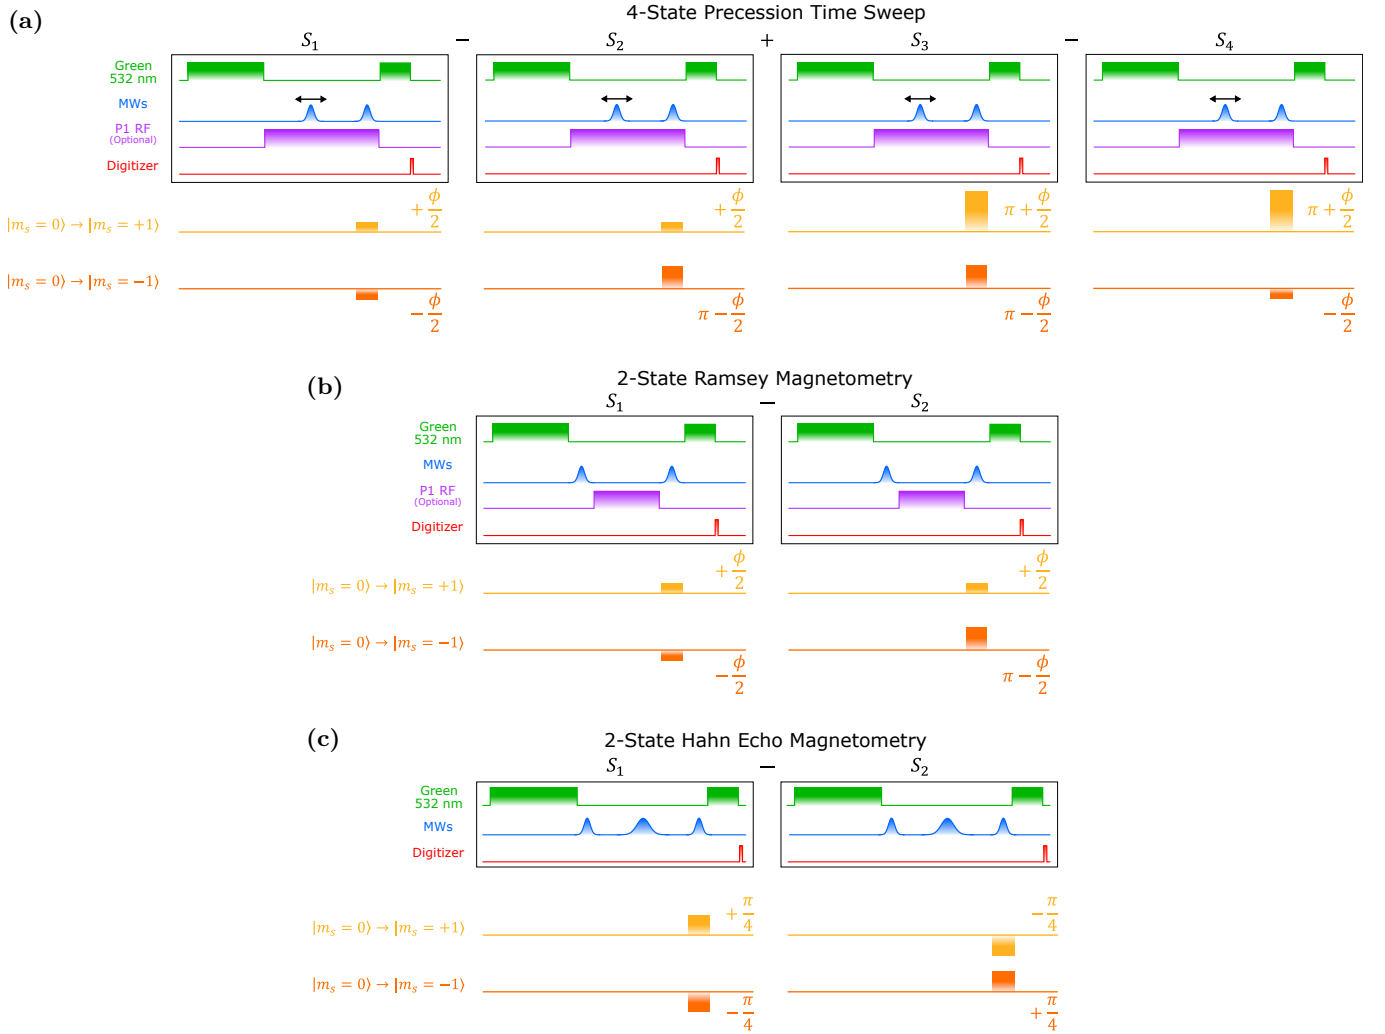 (a)
4-State Precession Time Sweep
S₁ − S₂ + S₃ − S₄
Green
532 nm
MWs
P1 RF
(Optional)
Digitizer
|mₛ = 0⟩ → |mₛ = +1⟩ +ϕ/2 +ϕ/2 π + ϕ/2 π + ϕ/2
|mₛ = 0⟩ → |mₛ = −1⟩ −ϕ/2 π − ϕ/2 π − ϕ/2 −ϕ/2
(b)
2-State Ramsey Magnetometry
S₁ − S₂
Green
532 nm
MWs
P1 RF
(Optional)
Digitizer
|mₛ = 0⟩ → |mₛ = +1⟩ +ϕ/2 +ϕ/2
|mₛ = 0⟩ → |mₛ = −1⟩ −ϕ/2 π − ϕ/2
(c)
2-State Hahn Echo Magnetometry
S₁ − S₂
Green
532 nm
MWs
Digitizer
|mₛ = 0⟩ → |mₛ = +1⟩ +π/4 −π/4
|mₛ = 0⟩ → |mₛ = −1⟩ −π/4 +π/4